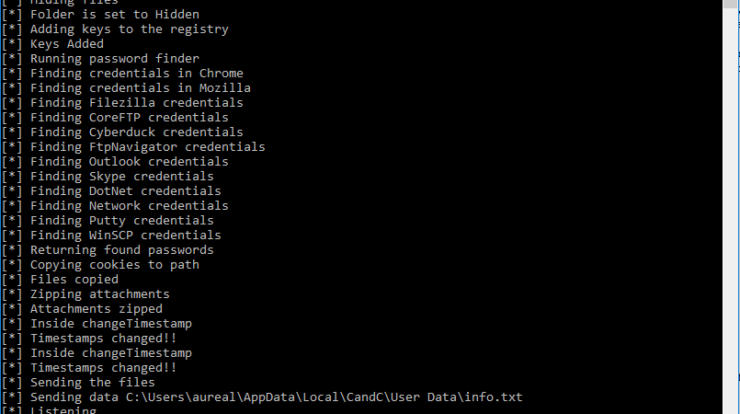 [*] Hiding files
[*] Folder is set to Hidden
[*] Adding keys to the registry
[*] Keys Added
[*] Running password finder
[*] Finding credentials in Chrome
[*] Finding credentials in Mozilla
[*] Finding Filezilla credentials
[*] Finding CoreFTP credentials
[*] Finding Cyberduck credentials
[*] Finding FtpNavigator credentials
[*] Finding Outlook credentials
[*] Finding Skype credentials
[*] Finding DotNet credentials
[*] Finding Network credentials
[*] Finding Putty credentials
[*] Finding WinSCP credentials
[*] Returning found passwords
[*] Copying cookies to path
[*] Files copied
[*] Zipping attachments
[*] Attachments zipped
[*] Inside changeTimestamp
[*] Timestamps changed!!
[*] Inside changeTimestamp
[*] Timestamps changed!!
[*] Sending the files
[*] Sending data C:\Users\aureal\AppData\Local\CandC\User Data\info.txt
[*] Listening